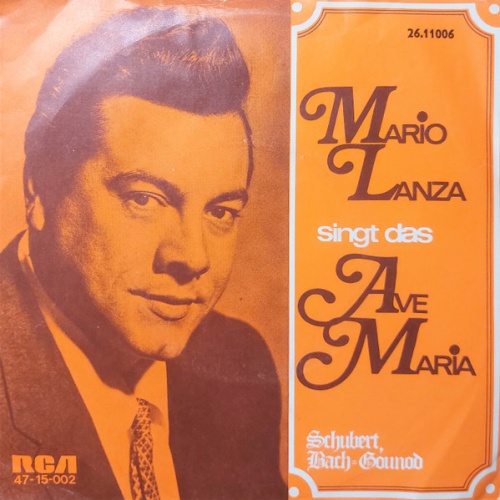 26.11006
Mario
Lanza
singt das
Ave
Maria
Schubert,
Bach=Gounod
RCA
47-15-002